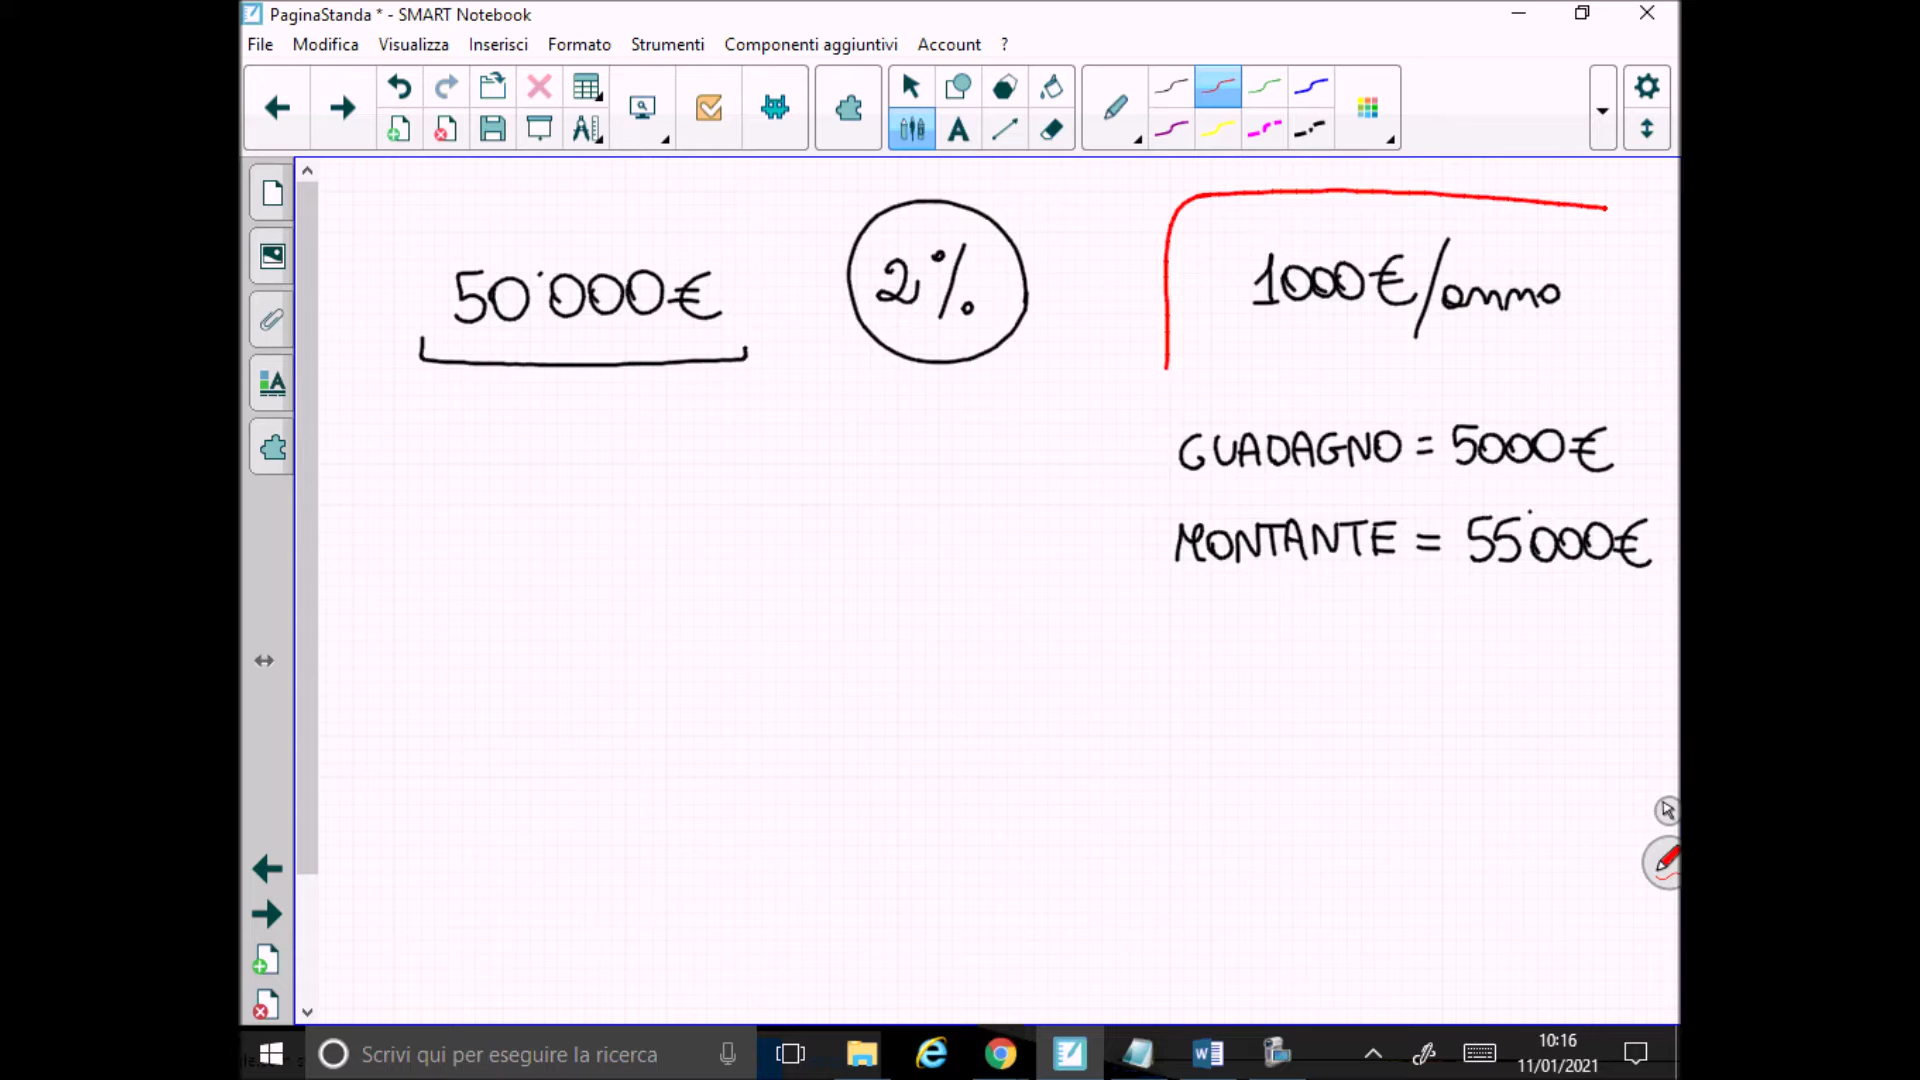 PaginaStanda * - SMART Notebook
File Modifica Visualizza Inserisci Formato Strumenti Componenti aggiuntivi Account ?
50'000€
2%
1000€/anno
GUADAGNO = 5000€
MONTANTE = 55'000€
Scrivi qui per eseguire la ricerca
10:16
11/01/2021